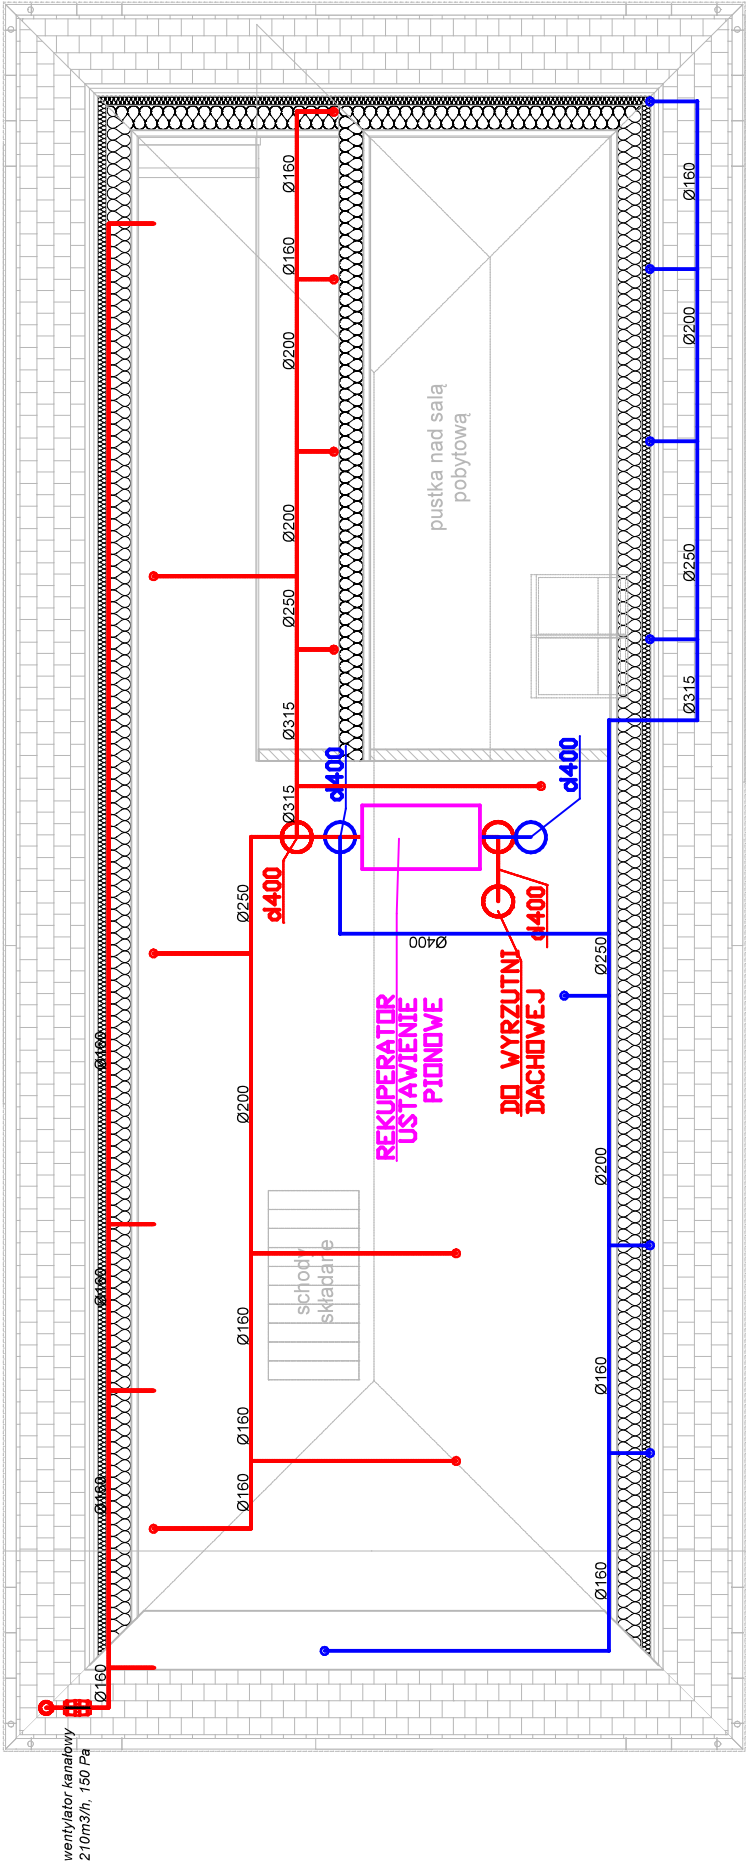 Ø160
Ø160
Ø200
Ø200
Ø250
Ø315
Ø315
Ø160
Ø200
Ø250
Ø315
pustka nad salą
pobytową
d400
d400
d400
d400
Ø250
Ø400
Ø250
REKUPERATOR
USTAWIENIE
PIONOWE
DO WYRZUTNI
DACHOWEJ
Ø160
Ø200
Ø200
schody
składane
Ø160
Ø160
Ø160
Ø160
Ø160
Ø160
Ø160
Ø160
Ø160
wentylator kanałowy
210m3/h, 150 Pa